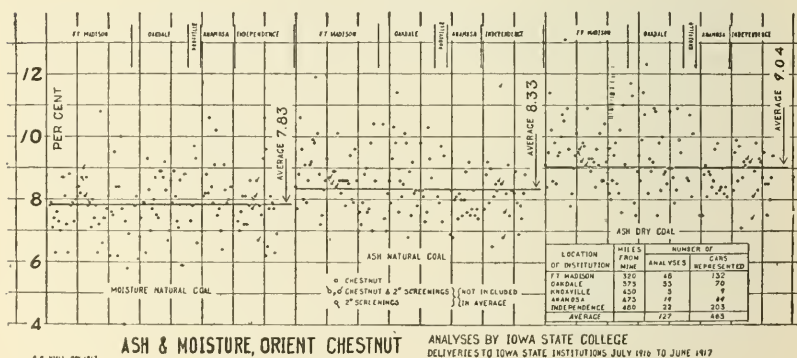 FT MADISON OAKDALE KNOXVILLE ANAMOSA INDEPENDENCE FT MADISON OAKDALE KNOXVILLE ANAMOSA INDEPENDENCE FT MADISON OAKDALE KNOXVILLE ANAMOSA INDEPENDENCE
12
PER CENT
10
AVERAGE 7.83
AVERAGE 8.33
AVERAGE 9.04
8
6
4
MOISTURE NATURAL COAL
ASH NATURAL COAL
CHESTNUT
CHESTNUT & 2" SCREENINGS } {NOT INCLUDED
2" SCREENINGS } {IN AVERAGE
ASH DRY COAL
LOCATION OF INSTITUTION MILES FROM MINE NUMBER OF
ANALYSES CARS REPRESENTED
FT MADISON 320 48 132
OAKDALE 375 35 70
KNOXVILLE 450 3 9
ANAMOSA 475 19 49
INDEPENDENCE 460 22 203
AVERAGE 127 463
ASH & MOISTURE, ORIENT CHESTNUT
ANALYSES BY IOWA STATE COLLEGE
DELIVERIES TO IOWA STATE INSTITUTIONS JULY 1916 TO JUNE 1917